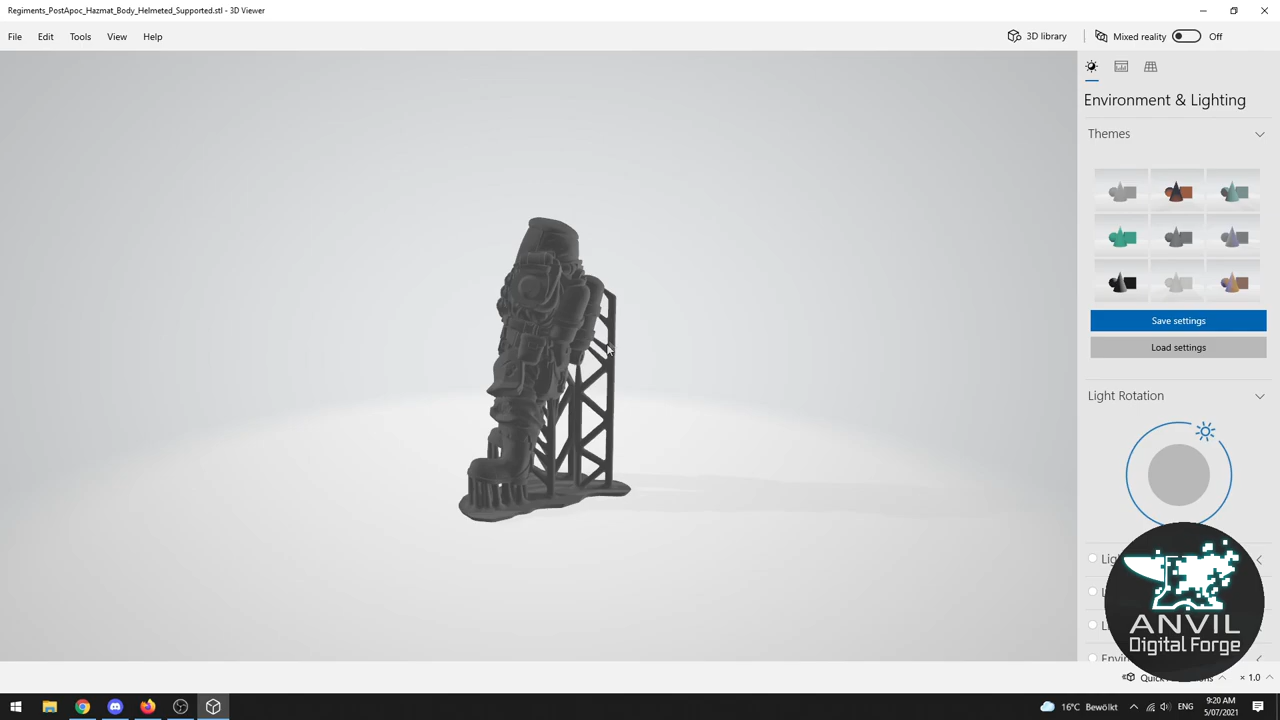 Regiments_PostApoc_Hazmat_Body_Helmeted_Supported.stl - 3D Viewer
File Edit Tools View Help
3D library
Mixed reality
Off
Environment & Lighting
Themes
Save settings
Load settings
Light Rotation
ANVIL
Digital Forge
× 1.0
16°C Bewölkt
ENG
9:20 AM
5/07/2021